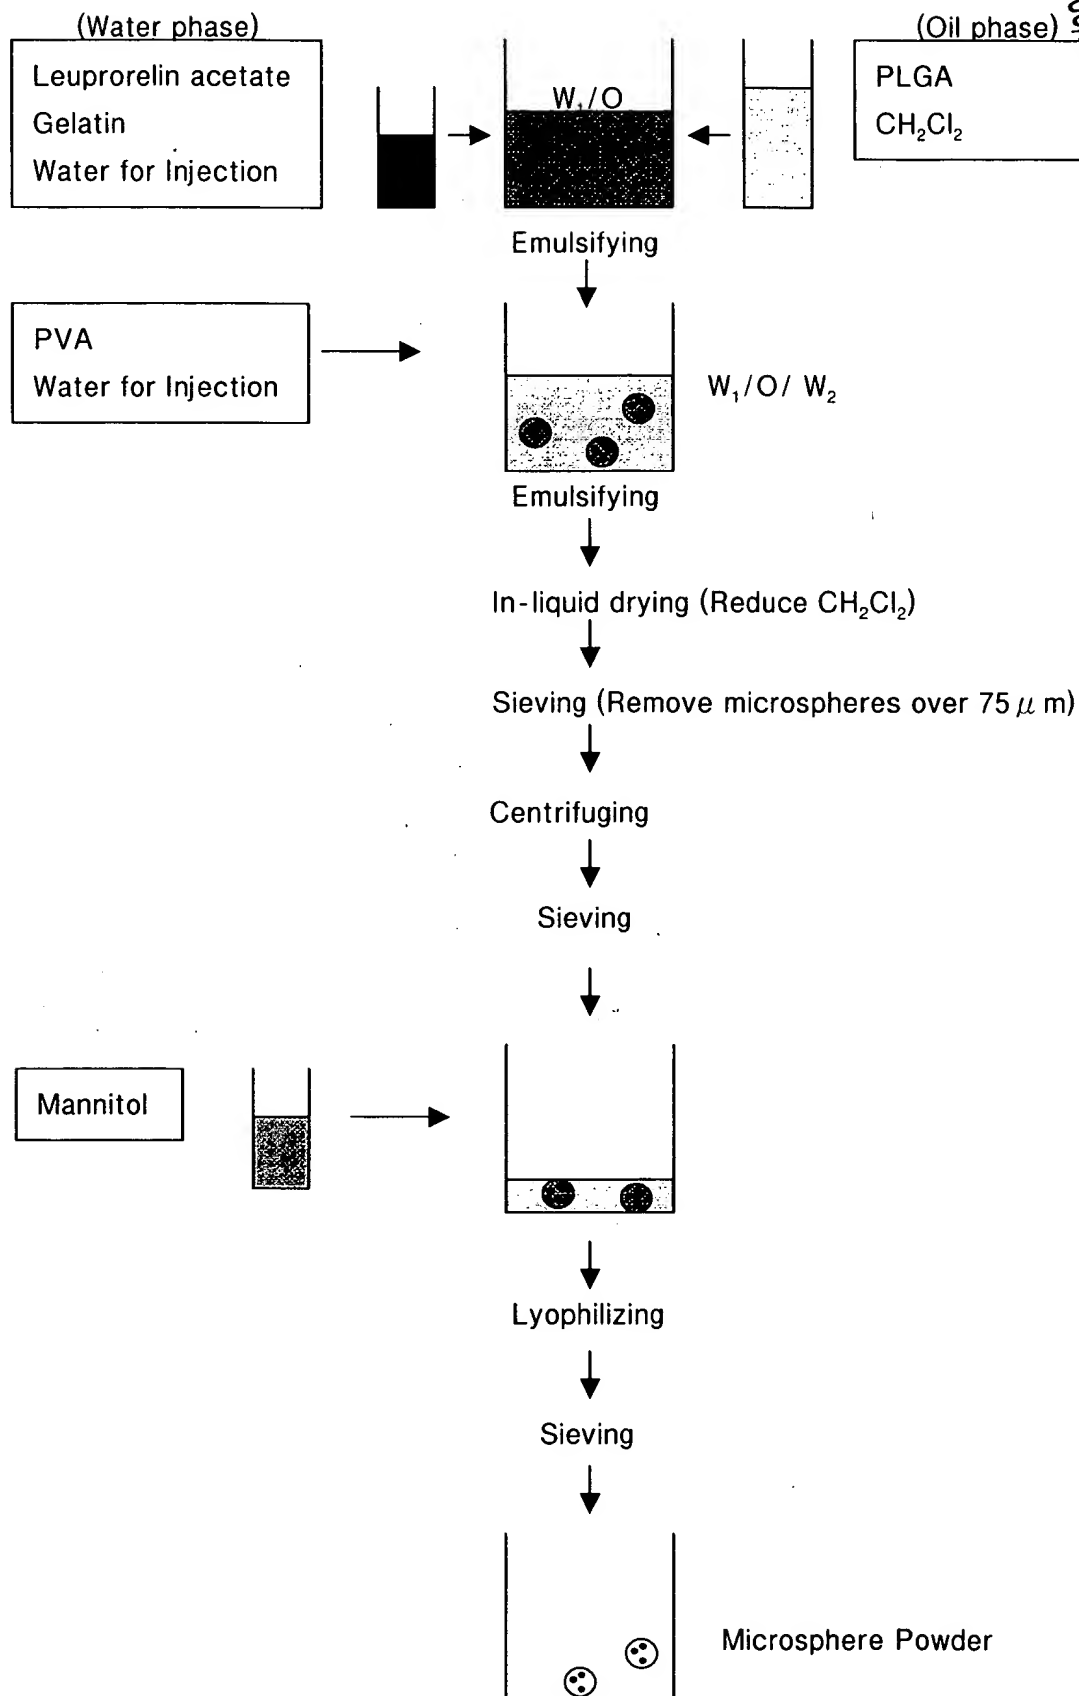 (Water phase)
Leuprorelin acetate
Gelatin
Water for Injection
W₁/O
(Oil phase)
PLGA
CH₂Cl₂
Emulsifying
PVA
Water for Injection
W₁/O/ W₂
Emulsifying
In-liquid drying (Reduce CH₂Cl₂)
Sieving (Remove microspheres over 75 μ m)
Centrifuging
Sieving
Mannitol
Lyophilizing
Sieving
Microsphere Powder